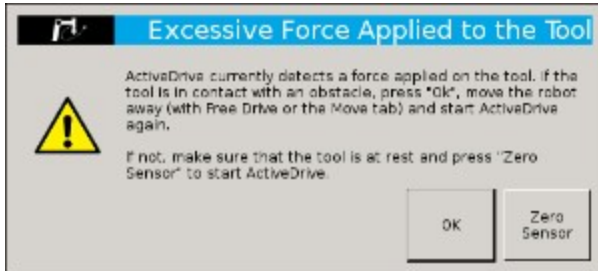 Excessive Force Applied to the Tool
ActiveDrive currently detects a force applied on the tool. If the
tool is in contact with an obstacle, press "Ok", move the robot
away (with Free Drive or the Move tab) and start ActiveDrive
again.
If not, make sure that the tool is at rest and press "Zero
Sensor" to start ActiveDrive.
OK
Zero
Sensor